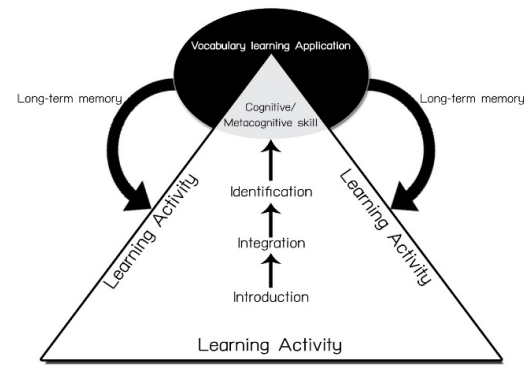 Vocabulary learning Application
Long-term memory
Long-term memory
Cognitive/
Metacognitive skill
Identification
Learning Activity
Learning Activity
Integration
Introduction
Learning Activity